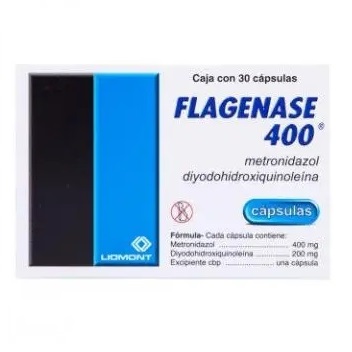 Caja con 30 cápsulas
FLAGENASE
400®
metronidazol
diyodohidroxiquinoleína
cápsulas
Fórmula- Cada cápsula contiene:
Metronidazol ........................ 400 mg
Diyodohidroxiquinoleína ........ 200 mg
Excipiente cbp ................ una cápsula
LIOMONT